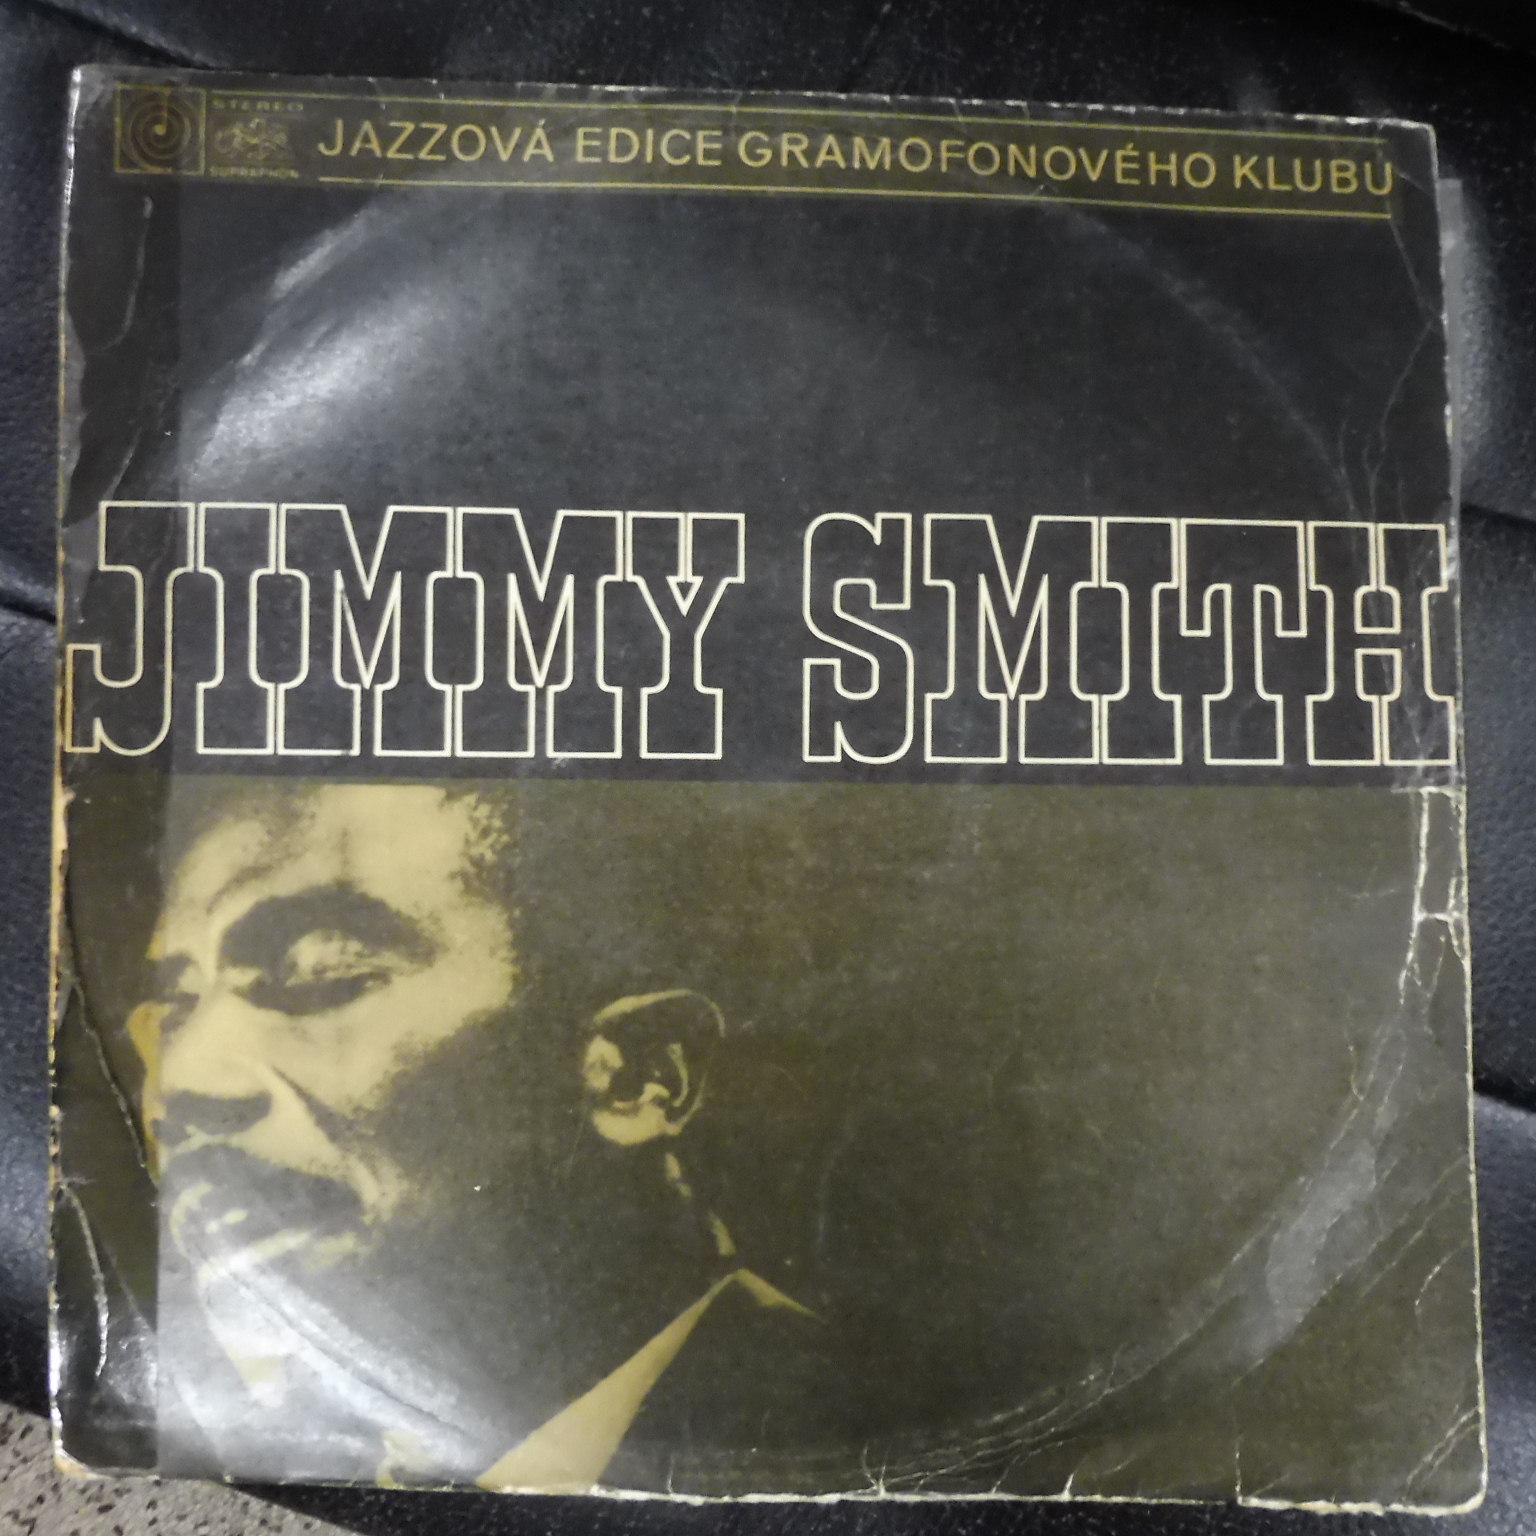 STEREO
SUPRAPHON
JAZZOVÁ EDICE GRAMOFONOVÉHO KLUBU
JIMMY SMITH